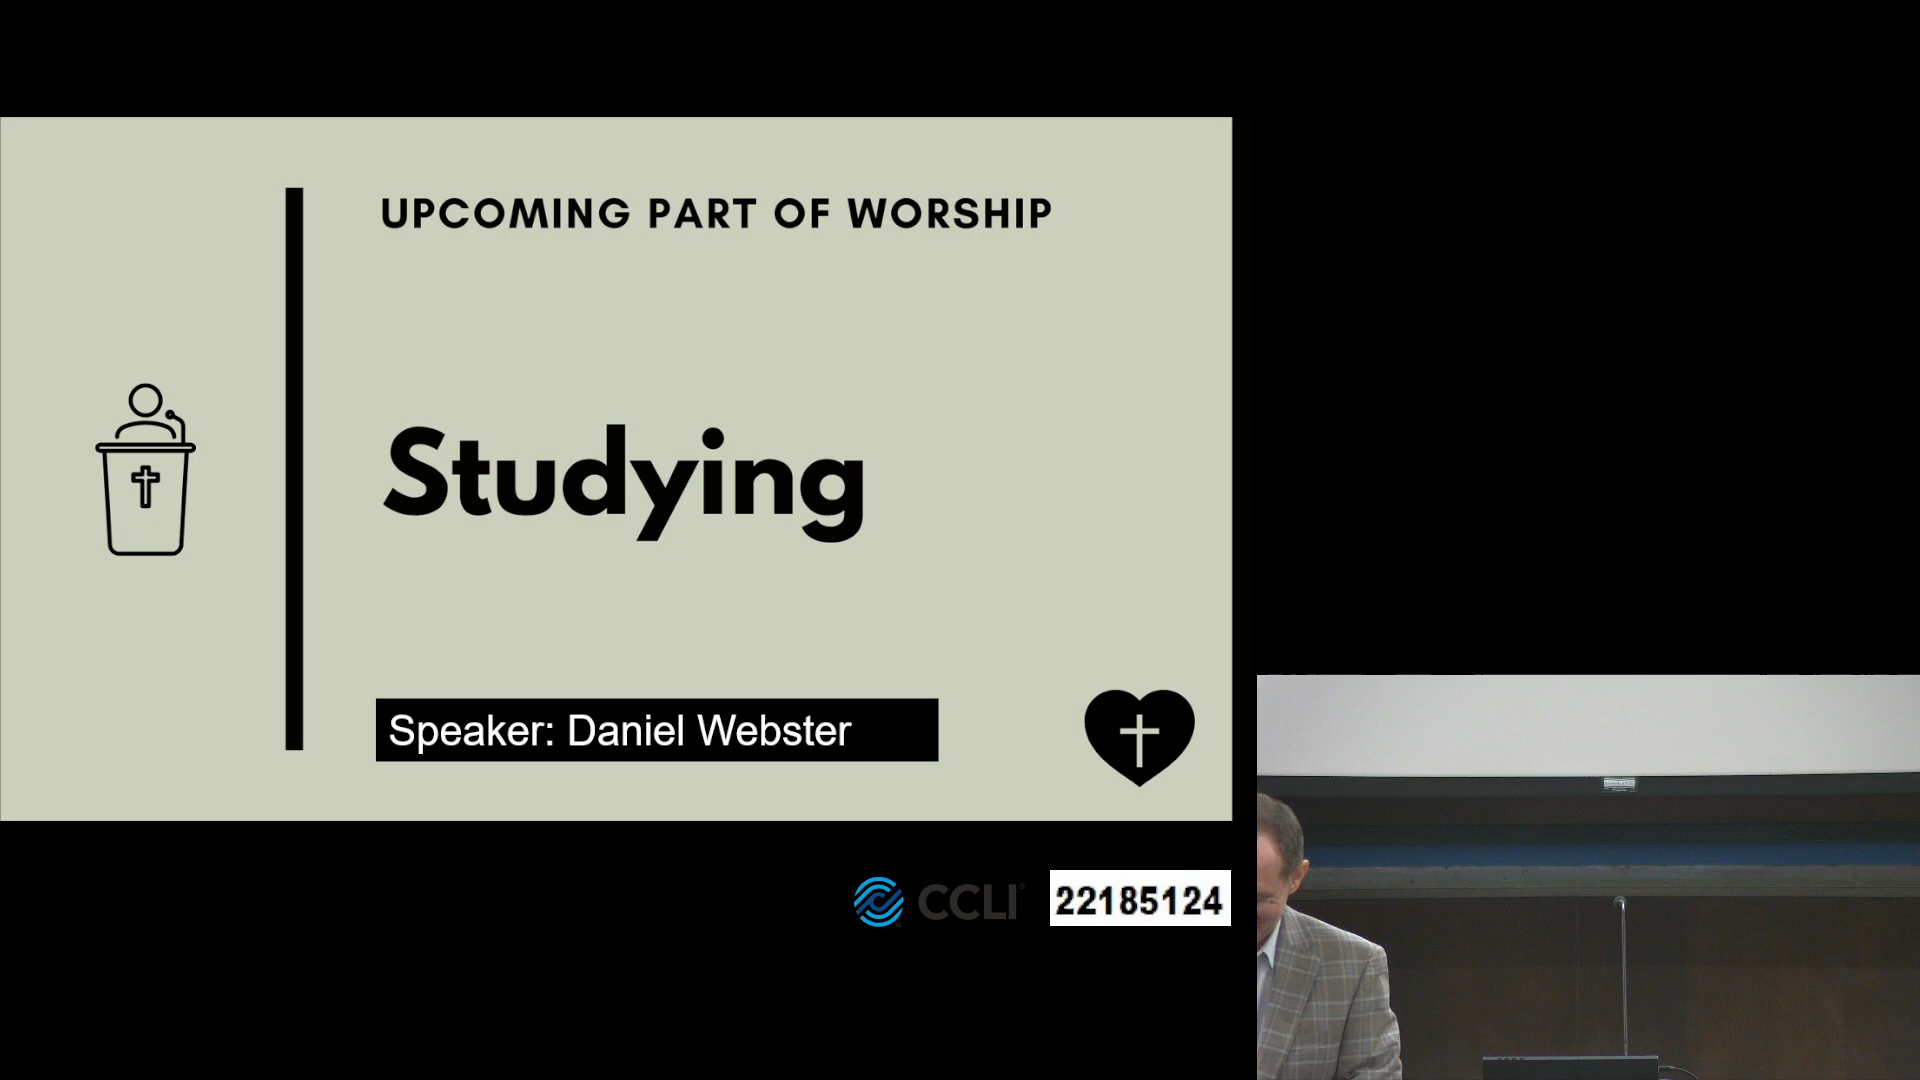 UPCOMING PART OF WORSHIP
Studying
Speaker: Daniel Webster
CCLI
22185124